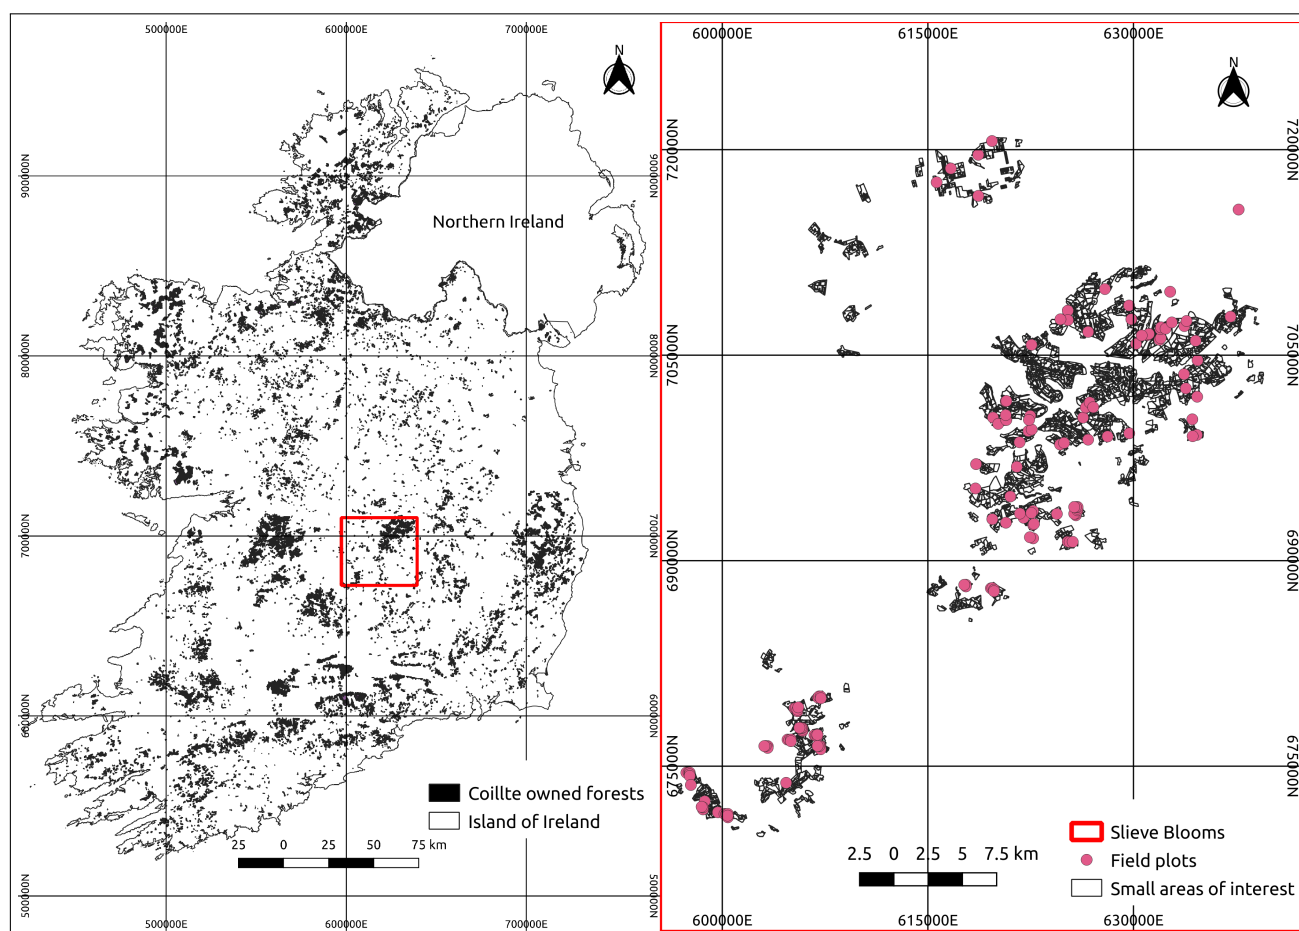 500000E 600000E 700000E
N
900000N
900000N
Northern Ireland
800000N
800000N
700000N
700000N
600000N
600000N
Coillte owned forests
Island of Ireland
25 0 25 50 75 km
500000N
500000N
500000E 600000E 700000E
600000E 615000E 630000E
N
720000N
720000N
705000N
705000N
690000N
690000N
675000N
675000N
Slieve Blooms
2.5 0 2.5 5 7.5 km
Field plots
Small areas of interest
600000E 615000E 630000E